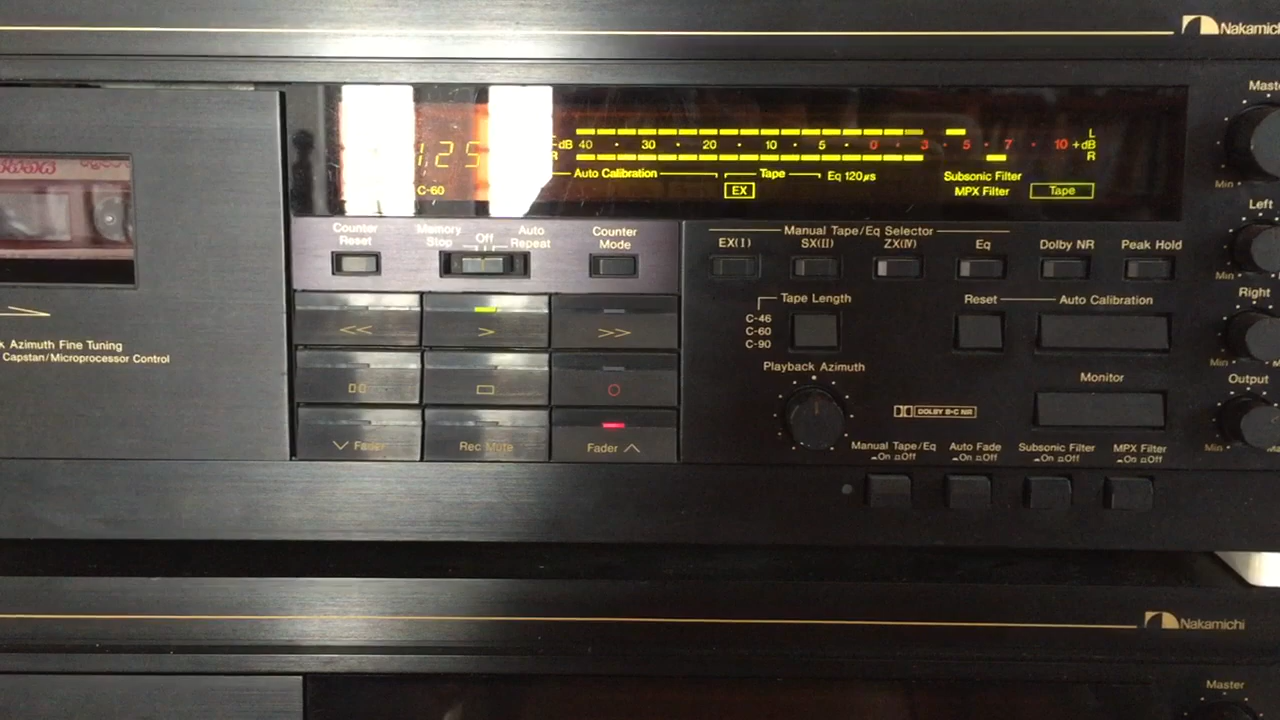 Nakamichi
Master
L
-dB 40 · 30 · 20 · 10 · 5 · 0 · 3 · 5 · 7 · 10 +dB
R
R
Auto Calibration
Tape
Eq 120µs
Subsonic Filter
EX
MPX Filter
Tape
125
C-60
Min
Counter Reset
Memory Stop
Off
Auto Repeat
Counter Mode
Manual Tape/Eq Selector
EX(I)
SX(II)
ZX(IV)
Eq
Dolby NR
Peak Hold
Left
Min
<<
>
>>
Tape Length
C-46
C-60
C-90
Reset
Auto Calibration
Right
Min
k Azimuth Fine Tuning
Capstan/Microprocessor Control
Playback Azimuth
Monitor
Output
Min
DOLBY B-C NR
Fader
Rec Mute
Fader
Manual Tape/Eq
On Off
Auto Fade
On Off
Subsonic Filter
On Off
MPX Filter
On Off
Nakamichi
Master